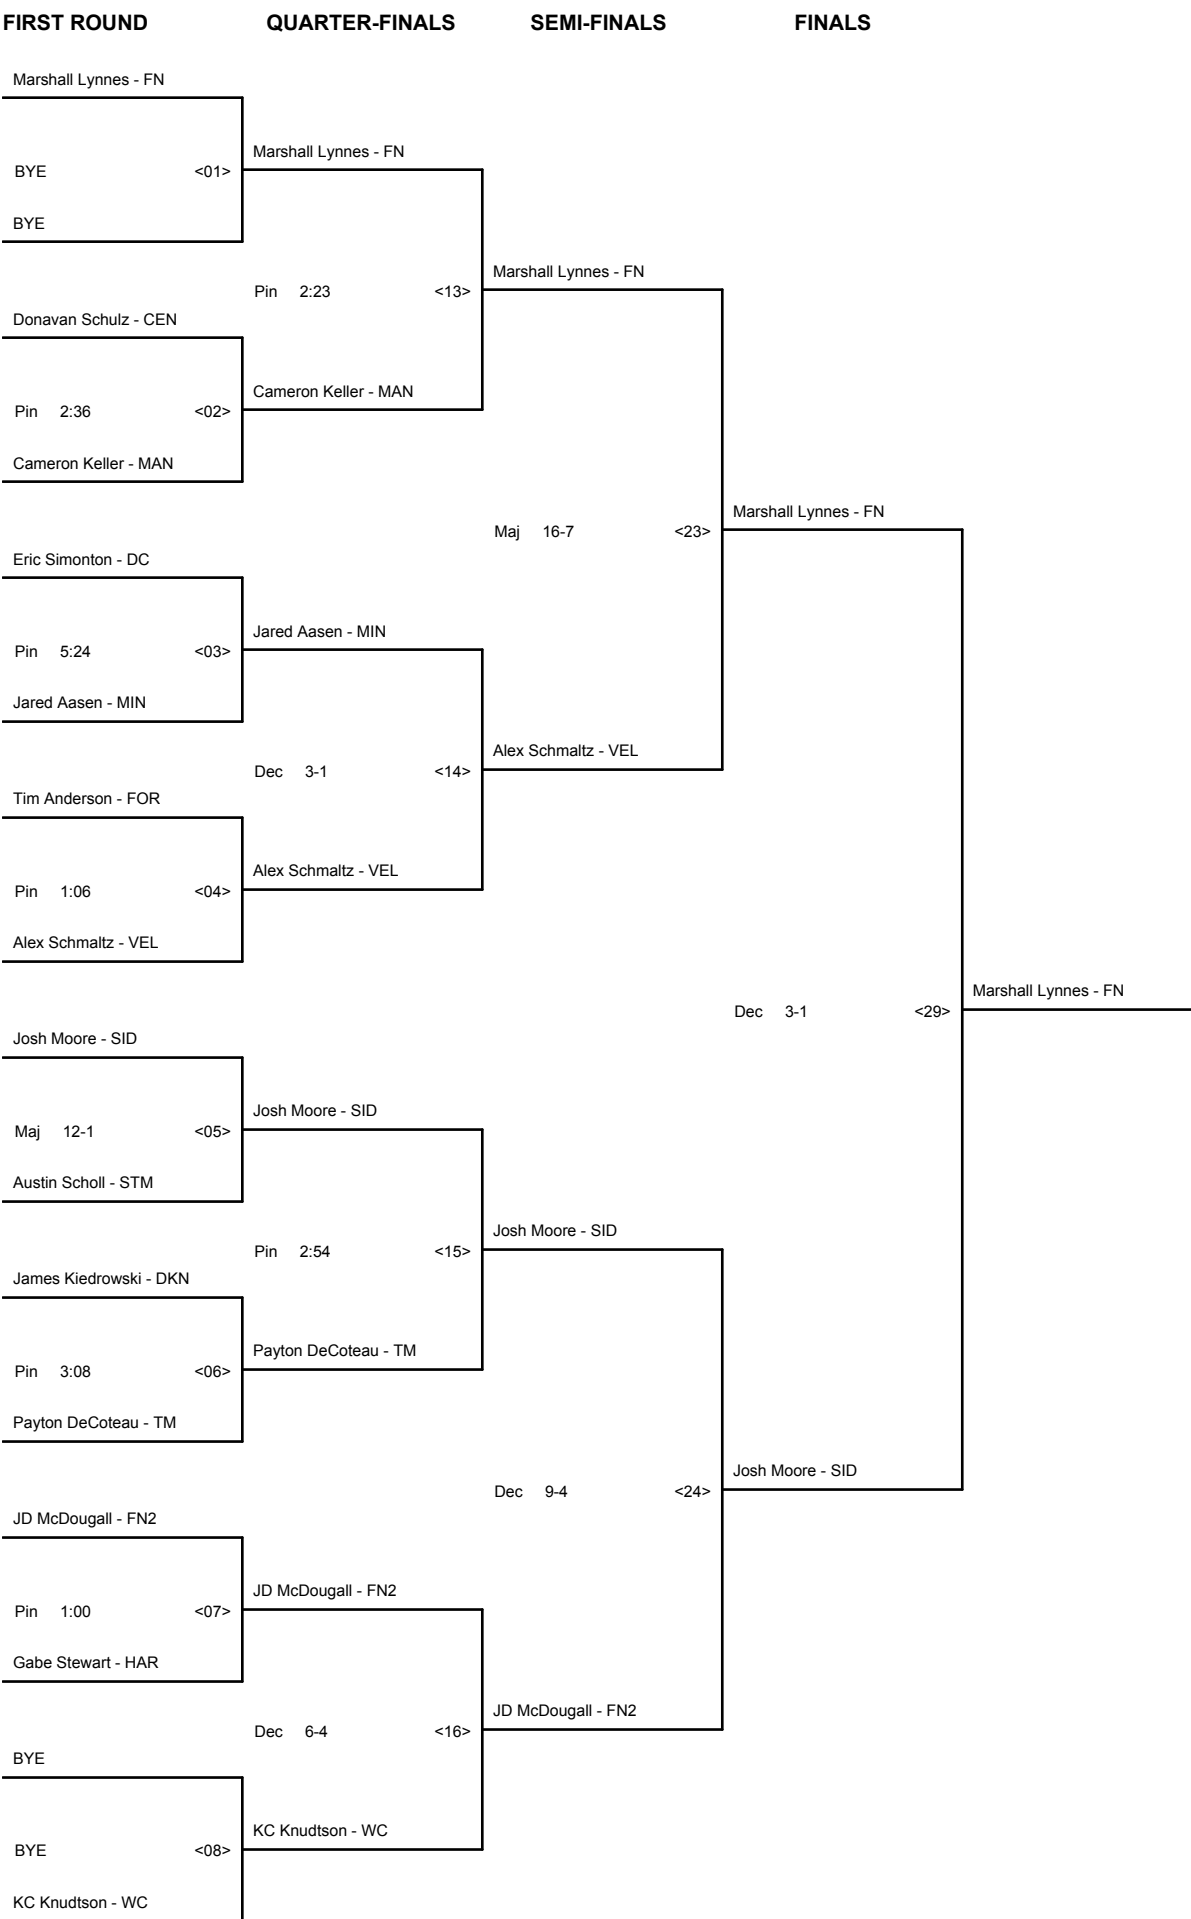 FIRST ROUND QUARTER-FINALS SEMI-FINALS FINALS
Marshall Lynnes - FN
Marshall Lynnes - FN
BYE <01>
BYE
Marshall Lynnes - FN
Pin 2:23 <13>
Donavan Schulz - CEN
Cameron Keller - MAN
Pin 2:36 <02>
Cameron Keller - MAN
Marshall Lynnes - FN
Maj 16-7 <23>
Eric Simonton - DC
Jared Aasen - MIN
Pin 5:24 <03>
Jared Aasen - MIN
Alex Schmaltz - VEL
Dec 3-1 <14>
Tim Anderson - FOR
Alex Schmaltz - VEL
Pin 1:06 <04>
Alex Schmaltz - VEL
Marshall Lynnes - FN
Dec 3-1 <29>
Josh Moore - SID
Josh Moore - SID
Maj 12-1 <05>
Austin Scholl - STM
Josh Moore - SID
Pin 2:54 <15>
James Kiedrowski - DKN
Payton DeCoteau - TM
Pin 3:08 <06>
Payton DeCoteau - TM
Josh Moore - SID
Dec 9-4 <24>
JD McDougall - FN2
JD McDougall - FN2
Pin 1:00 <07>
Gabe Stewart - HAR
JD McDougall - FN2
Dec 6-4 <16>
BYE
KC Knudtson - WC
BYE <08>
KC Knudtson - WC